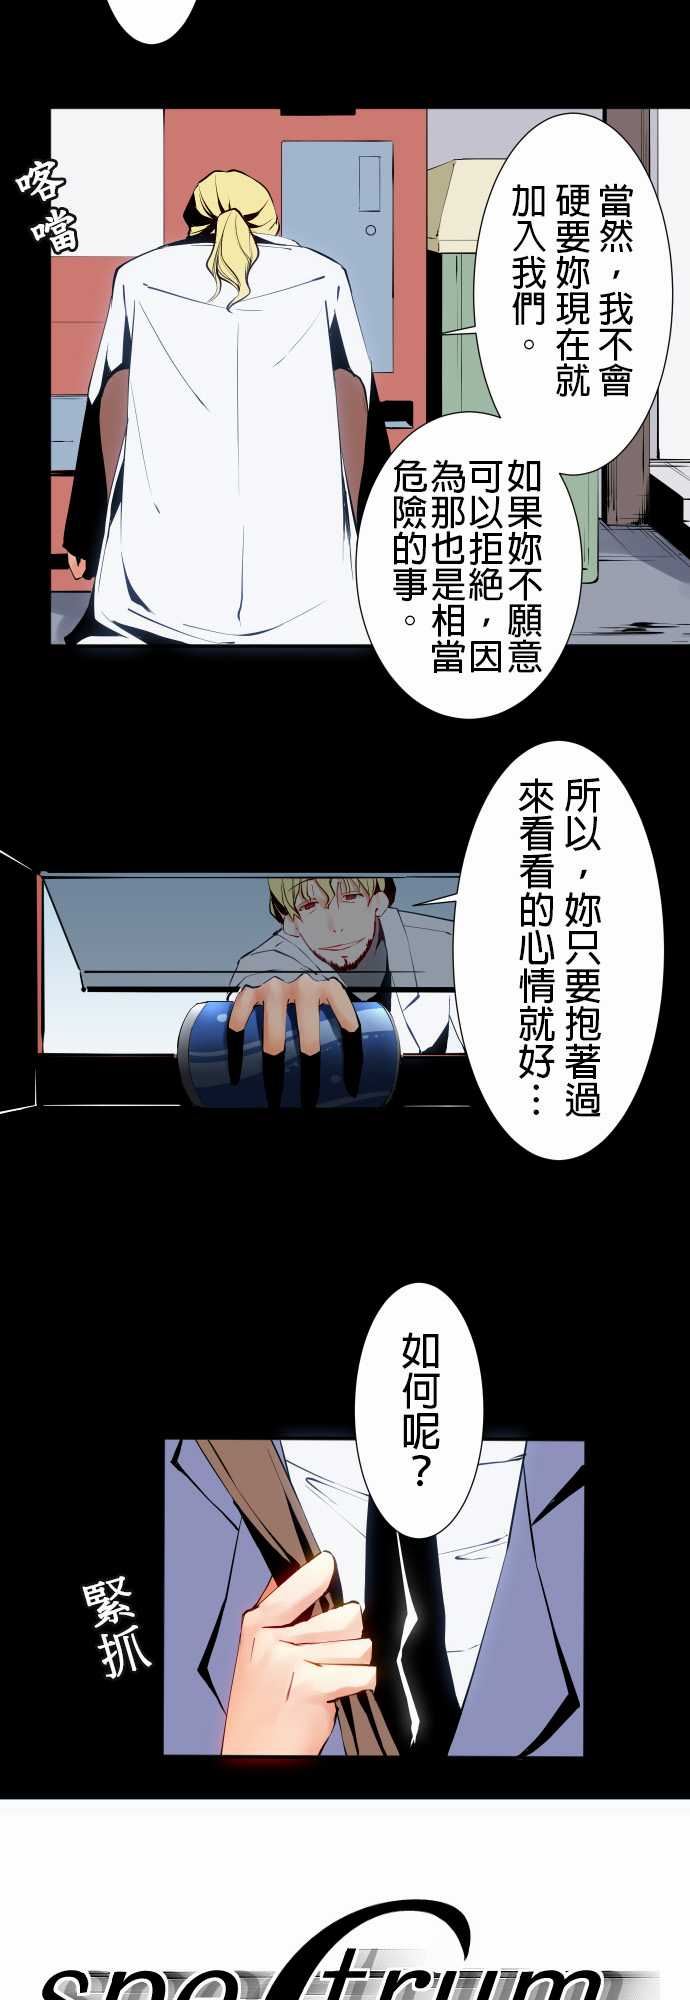 喀噹
當然，我不會
硬要妳現在就
加入我們。
如果妳不願意
可以拒絕，因
為那也是相當
危險的事。
所以，妳只要抱著過
來看看的心情就好…
如何呢？
緊抓
spectrum